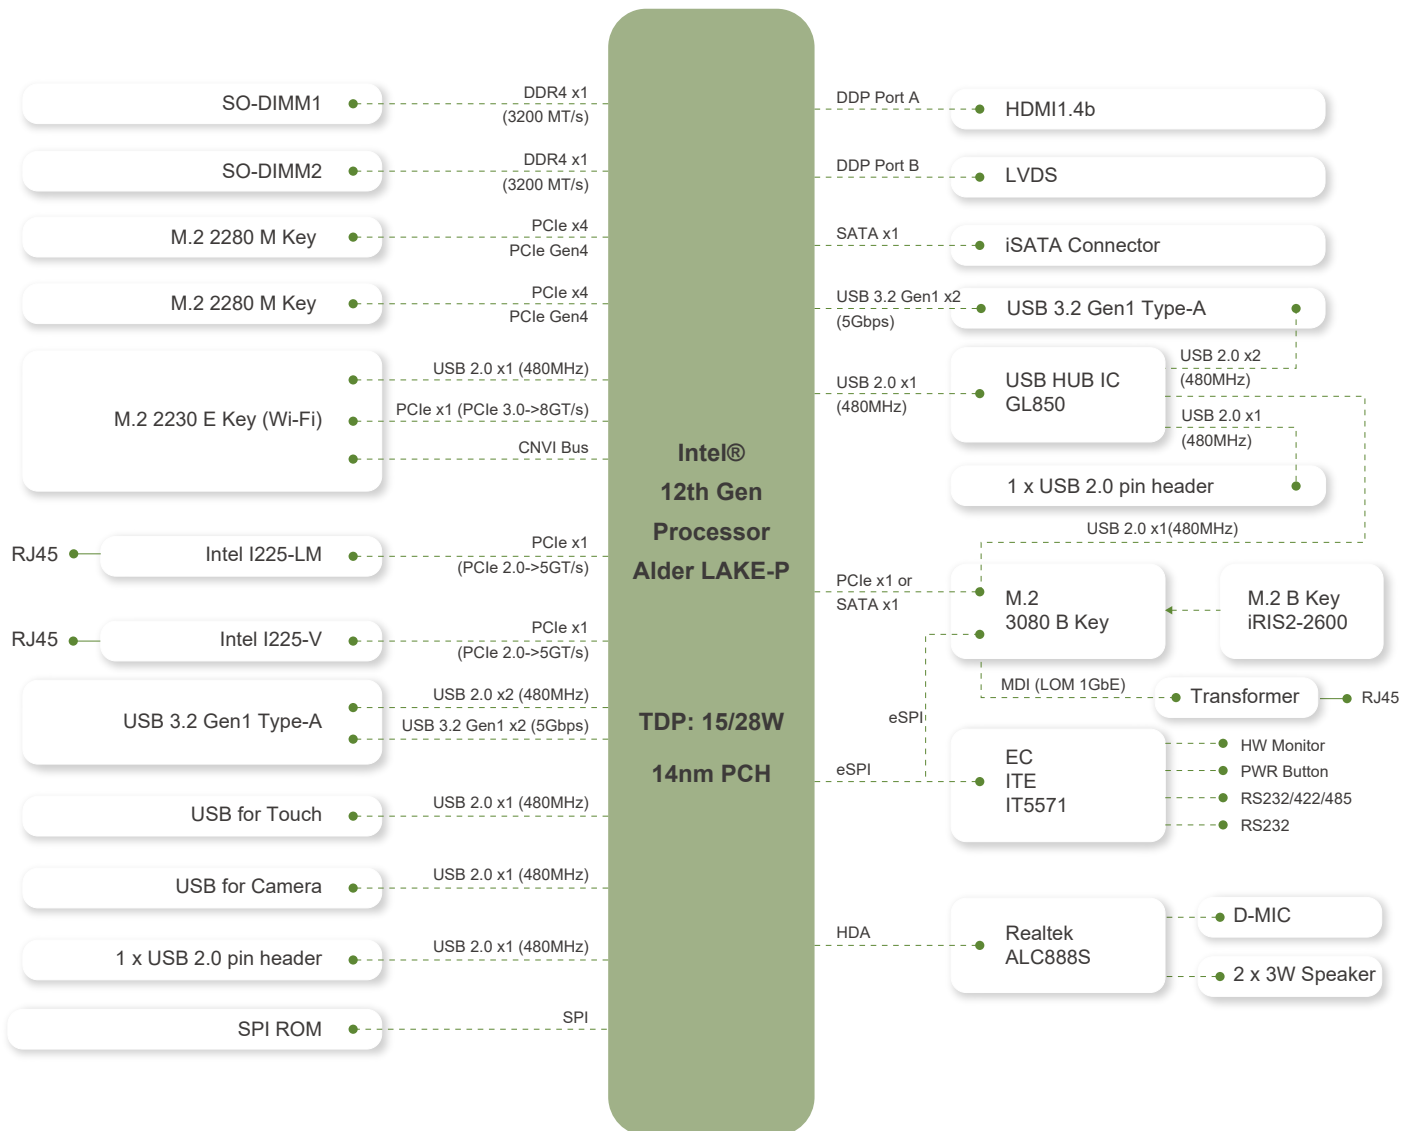 SO-DIMM1
DDR4 x1
(3200 MT/s)
SO-DIMM2
DDR4 x1
(3200 MT/s)
M.2 2280 M Key
PCIe x4
PCIe Gen4
M.2 2280 M Key
PCIe x4
PCIe Gen4
M.2 2230 E Key (Wi-Fi)
USB 2.0 x1 (480MHz)
PCIe x1 (PCIe 3.0->8GT/s)
CNVI Bus
RJ45
Intel I225-LM
PCIe x1
(PCIe 2.0->5GT/s)
RJ45
Intel I225-V
PCIe x1
(PCIe 2.0->5GT/s)
USB 3.2 Gen1 Type-A
USB 2.0 x2 (480MHz)
USB 3.2 Gen1 x2 (5Gbps)
USB for Touch
USB 2.0 x1 (480MHz)
USB for Camera
USB 2.0 x1 (480MHz)
1 x USB 2.0 pin header
USB 2.0 x1 (480MHz)
SPI ROM
SPI
Intel®
12th Gen
Processor
Alder LAKE-P
TDP: 15/28W
14nm PCH
DDP Port A
HDMI1.4b
DDP Port B
LVDS
SATA x1
iSATA Connector
USB 3.2 Gen1 x2
(5Gbps)
USB 3.2 Gen1 Type-A
USB 2.0 x1
(480MHz)
USB HUB IC
GL850
USB 2.0 x2
(480MHz)
USB 2.0 x1
(480MHz)
1 x USB 2.0 pin header
USB 2.0 x1(480MHz)
PCIe x1 or
SATA x1
M.2
3080 B Key
M.2 B Key
iRIS2-2600
MDI (LOM 1GbE)
Transformer
RJ45
eSPI
eSPI
EC
ITE
IT5571
HW Monitor
PWR Button
RS232/422/485
RS232
HDA
Realtek
ALC888S
D-MIC
2 x 3W Speaker